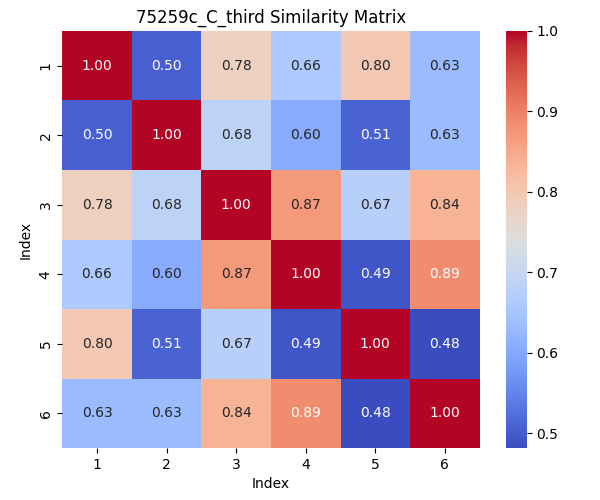 75259c_C_third Similarity Matrix
1 1.00 0.50 0.78 0.66 0.80 0.63
2 0.50 1.00 0.68 0.60 0.51 0.63
3 0.78 0.68 1.00 0.87 0.67 0.84
4 0.66 0.60 0.87 1.00 0.49 0.89
5 0.80 0.51 0.67 0.49 1.00 0.48
6 0.63 0.63 0.84 0.89 0.48 1.00
1 2 3 4 5 6
Index
Index
1.0
0.9
0.8
0.7
0.6
0.5